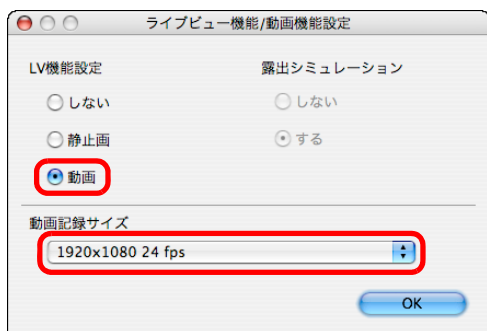 ライブビュー機能/動画機能設定
LV機能設定
しない
静止画
動画
露出シミュレーション
しない
する
動画記録サイズ
1920x1080 24 fps
OK